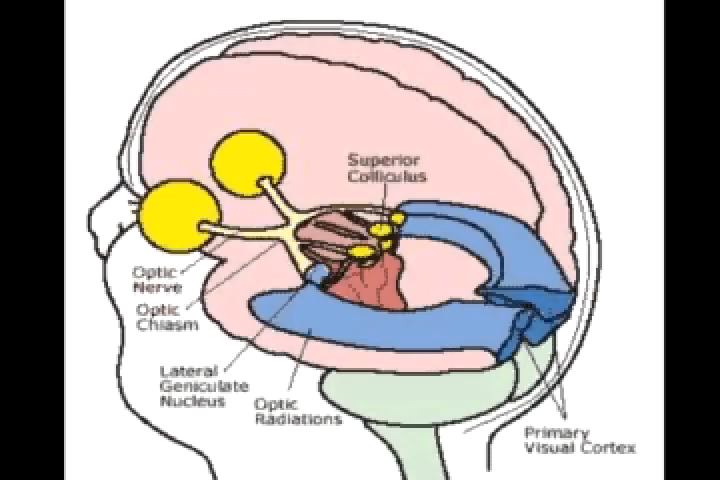 Superior
Colliculus
Optic
Nerve
Optic
Chiasm
Lateral
Geniculate
Nucleus
Optic
Radiations
Primary
Visual Cortex